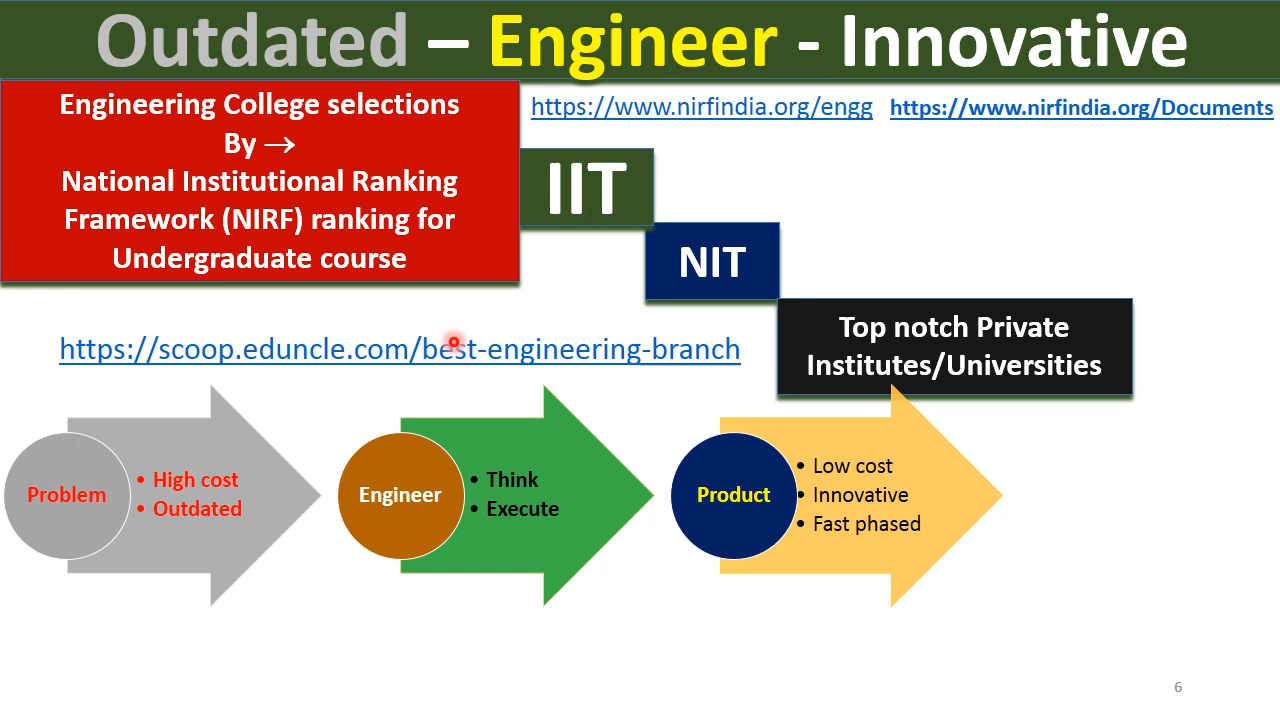 Outdated – Engineer - Innovative
Engineering College selections
By →
National Institutional Ranking
Framework (NIRF) ranking for
Undergraduate course
https://www.nirfindia.org/engg
https://www.nirfindia.org/Documents
IIT
NIT
Top notch Private
Institutes/Universities
https://scoop.eduncle.com/best-engineering-branch
Problem
• High cost
• Outdated
Engineer
• Think
• Execute
Product
• Low cost
• Innovative
• Fast phased
6